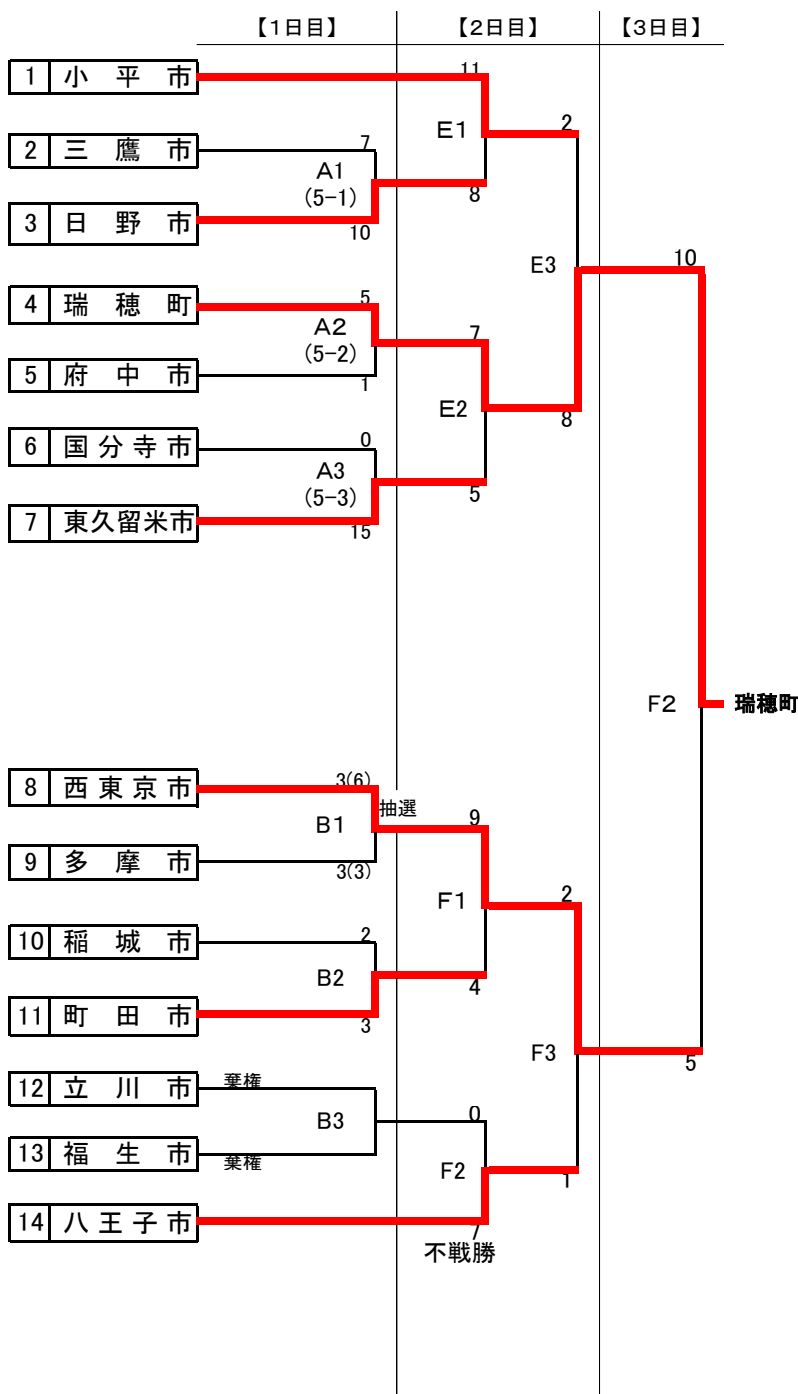 【1日目】 【2日目】 【3日目】
11
1 小平市
E1 2
2 三鷹市 7
A1
(5-1)
8
3 日野市
10
E3 10
4 瑞穂町 5
A2 7
(5-2)
5 府中市
1
E2 8
6 国分寺市 0
A3
(5-3) 5
7 東久留米市
15
F2 瑞穂町
8 西東京市 3(6)
抽選
B1 9
9 多摩市
3(3)
F1 2
10 稲城市 2
B2
4
11 町田市
3
F3
5
12 立川市 棄権
B3 0
13 福生市 棄権
F2 1
14 八王子市
7
不戦勝